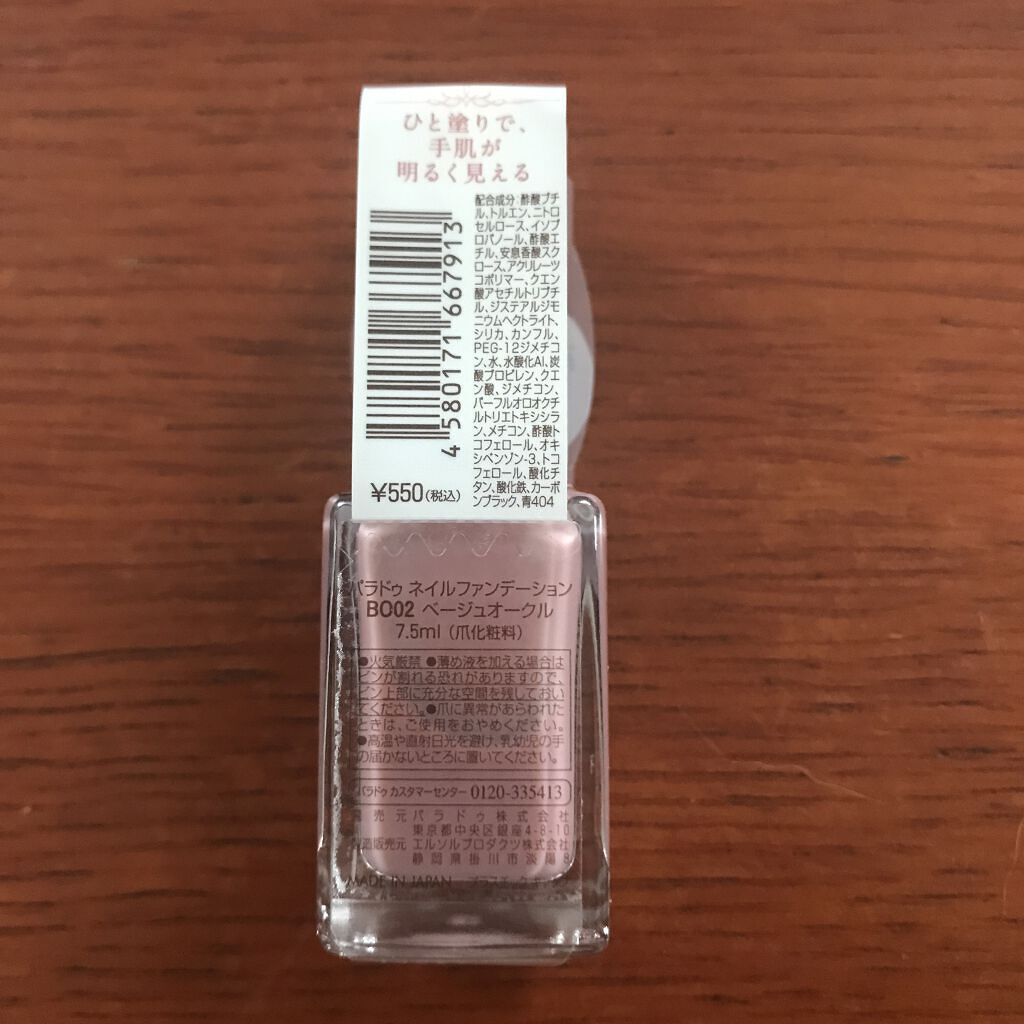 ひと塗りで、
手肌が
明るく見える
配合成分:酢酸ブチ
ル、トルエン、ニトロ
セルロース、イソプ
ロパノール、酢酸エ
チル、安息香酸スク
ロース、アクリレーツ
コポリマー、クエン
酸アセチルトリブチ
ル、ジステアルジモ
ニウムヘクトライト、
シリカ、カンフル、
PEG-12ジメチコ
ン、水、水酸化Al、炭
酸プロピレン、クエ
ン酸、ジメチコン、
パーフルオロオクチ
ルトリエトキシシラ
ン、メチコン、酢酸ト
コフェロール、オキ
シベンゾン-3、トコ
フェロール、酸化チ
タン、酸化鉄、カーボ
ンブラック、青404
4 580171 667913
¥550(税込)
パラドゥ ネイルファンデーション
BO02 ベージュオークル
7.5ml (爪化粧料)
●火気厳禁 ●薄め液を加える場合は
ビンが割れる恐れがありますので、
ビン上部に充分な空間を残しておい
てください。●爪に異常があらわれた
ときは、ご使用をおやめください。
●高温や直射日光を避け、乳幼児の手
の届かないところに置いてください。
パラドゥ カスタマーセンター 0120-335413
発売元 パラドゥ株式会社
東京都中央区銀座4-8-10
製造販売元 エルソルプロダクツ株式会社
静岡県掛川市淡陽8
MADE IN JAPAN